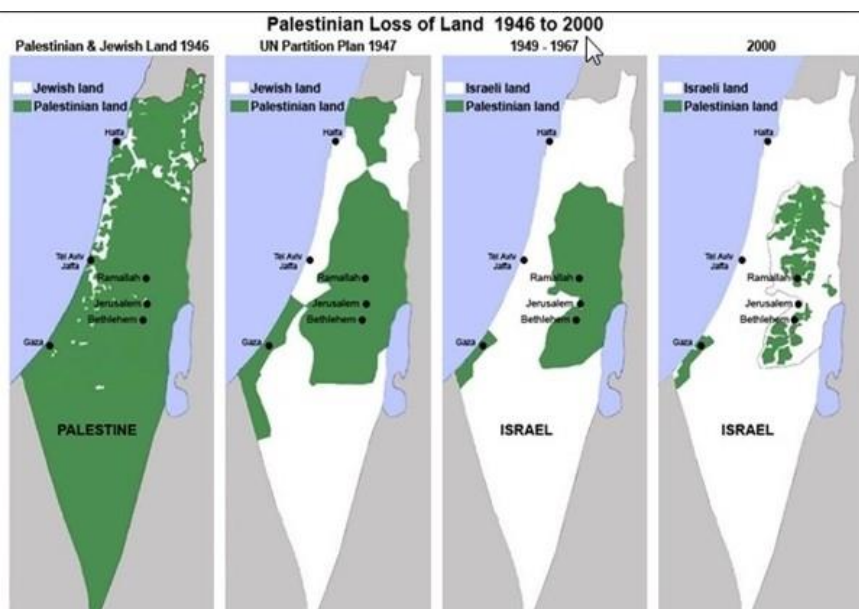 Palestinian Loss of Land 1946 to 2000
Palestinian & Jewish Land 1946
Jewish land
Palestinian land
Haifa
Tel Aviv
Jaffa
Ramallah
Jerusalem
Bethlehem
Gaza
PALESTINE
UN Partition Plan 1947
Jewish land
Palestinian land
Haifa
Tel Aviv
Jaffa
Ramallah
Jerusalem
Bethlehem
Gaza
1949 - 1967
Israeli land
Palestinian land
Haifa
Tel Aviv
Jaffa
Ramallah
Jerusalem
Bethlehem
Gaza
ISRAEL
2000
Israeli land
Palestinian land
Haifa
Tel Aviv
Jaffa
Ramallah
Jerusalem
Bethlehem
Gaza
ISRAEL